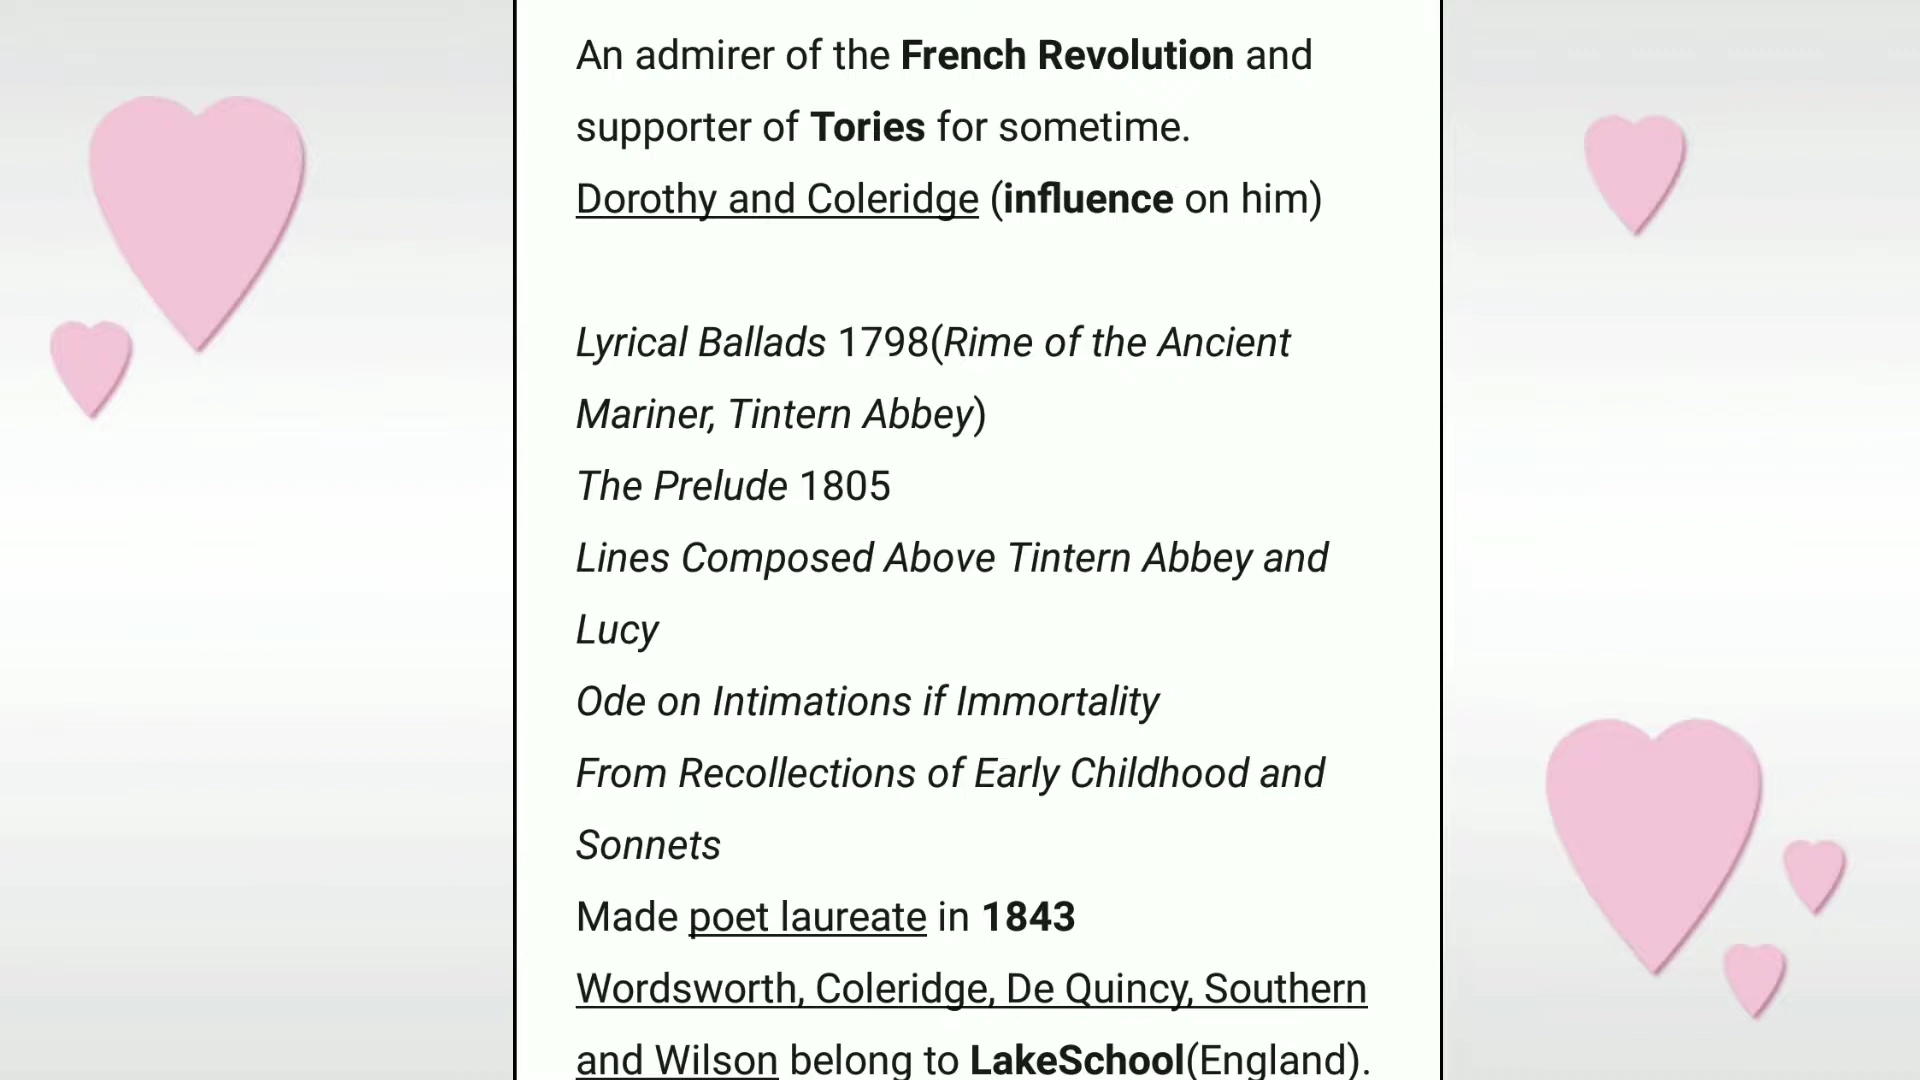 An admirer of the French Revolution and
supporter of Tories for sometime.
Dorothy and Coleridge (influence on him)
Lyrical Ballads 1798(Rime of the Ancient
Mariner, Tintern Abbey)
The Prelude 1805
Lines Composed Above Tintern Abbey and
Lucy
Ode on Intimations if Immortality
From Recollections of Early Childhood and
Sonnets
Made poet laureate in 1843
Wordsworth, Coleridge, De Quincy, Southern
and Wilson belong to LakeSchool(England).